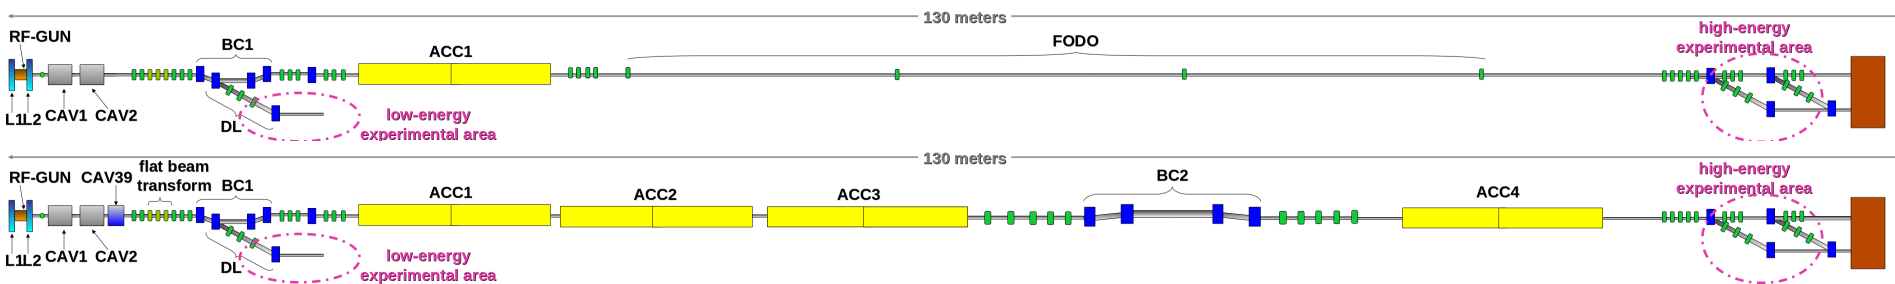 130 meters
RF-GUN
BC1
ACC1
FODO
high-energy
experimental area
L1 L2 CAV1 CAV2
DL
low-energy
experimental area
130 meters
flat beam
transform
RF-GUN CAV39
BC1
ACC1
ACC2
ACC3
BC2
ACC4
high-energy
experimental area
L1 L2 CAV1 CAV2
DL
low-energy
experimental area